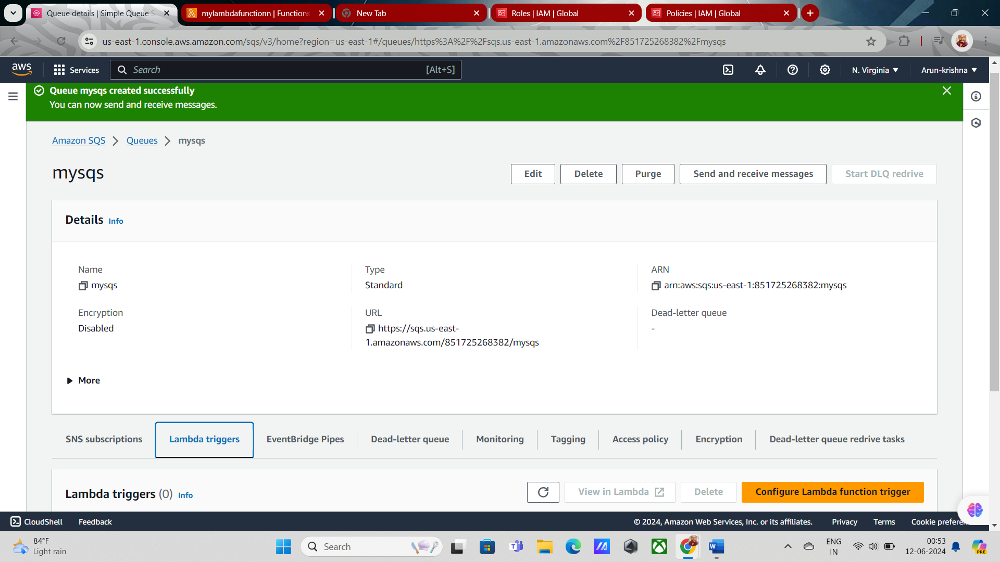 Queue details | Simple Queue S
mylambdafunctionn | Functions
New Tab
Roles | IAM | Global
Policies | IAM | Global
us-east-1.console.aws.amazon.com/sqs/v3/home?region=us-east-1#/queues/https%3A%2F%2Fsqs.us-east-1.amazonaws.com%2F851725268382%2Fmysqs
aws
Services
Search
[Alt+S]
N. Virginia
Arun-krishna
Queue mysqs created successfully
You can now send and receive messages.
Amazon SQS
Queues
mysqs
mysqs
Edit
Delete
Purge
Send and receive messages
Start DLQ redrive
Details Info
Name
mysqs
Type
Standard
ARN
arn:aws:sqs:us-east-1:851725268382:mysqs
Encryption
Disabled
URL
https://sqs.us-east-
1.amazonaws.com/851725268382/mysqs
Dead-letter queue
-
More
SNS subscriptions
Lambda triggers
EventBridge Pipes
Dead-letter queue
Monitoring
Tagging
Access policy
Encryption
Dead-letter queue redrive tasks
Lambda triggers (0) Info
View in Lambda
Delete
Configure Lambda function trigger
CloudShell
Feedback
© 2024, Amazon Web Services, Inc. or its affiliates.
Privacy
Terms
Cookie prefere
84°F
Light rain
Search
ENG
IN
00:53
12-06-2024
PRE